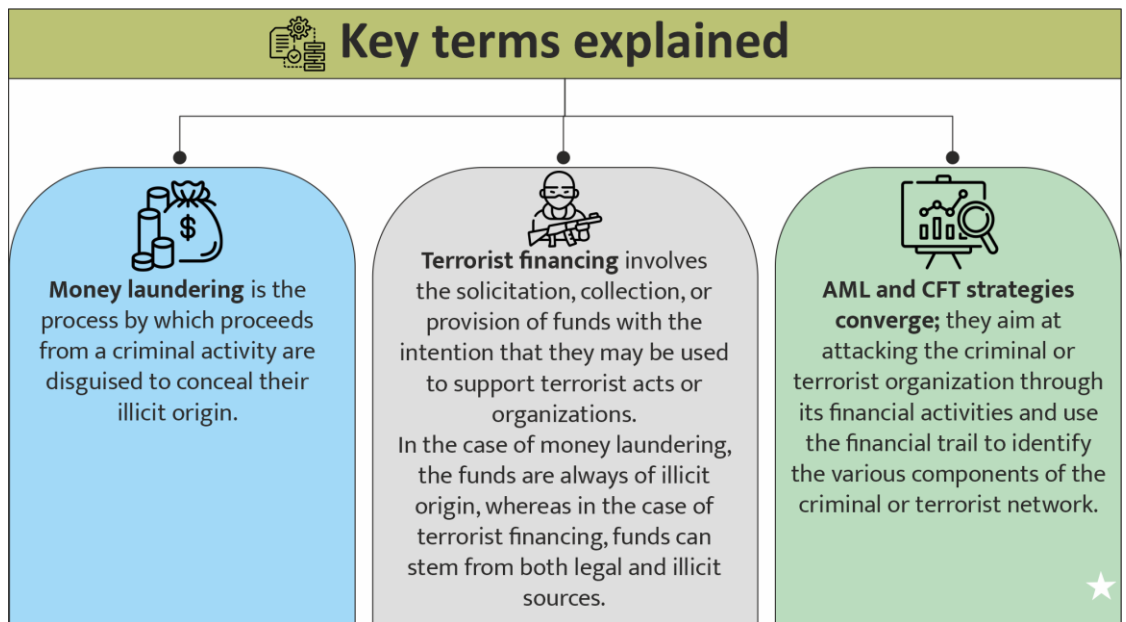 Key terms explained
$
Money laundering is the
process by which proceeds
from a criminal activity are
disguised to conceal their
illicit origin.
Terrorist financing involves
the solicitation, collection, or
provision of funds with the
intention that they may be used
to support terrorist acts or
organizations.
In the case of money laundering,
the funds are always of illicit
origin, whereas in the case of
terrorist financing, funds can
stem from both legal and illicit
sources.
AML and CFT strategies
converge; they aim at
attacking the criminal or
terrorist organization through
its financial activities and use
the financial trail to identify
the various components of the
criminal or terrorist network.